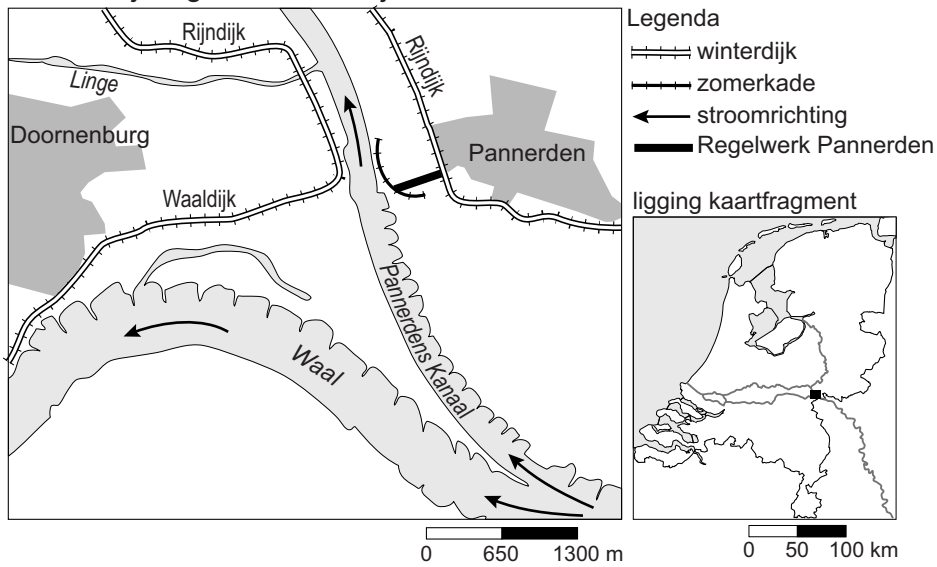 Legenda
winterdijk
zomerkade
stroomrichting
Regelwerk Pannerden
Rijndijk
Rijndijk
Linge
Doornenburg
Pannerden
Waaldijk
Pannerdens Kanaal
Waal
0 650 1300 m
ligging kaartfragment
0 50 100 km